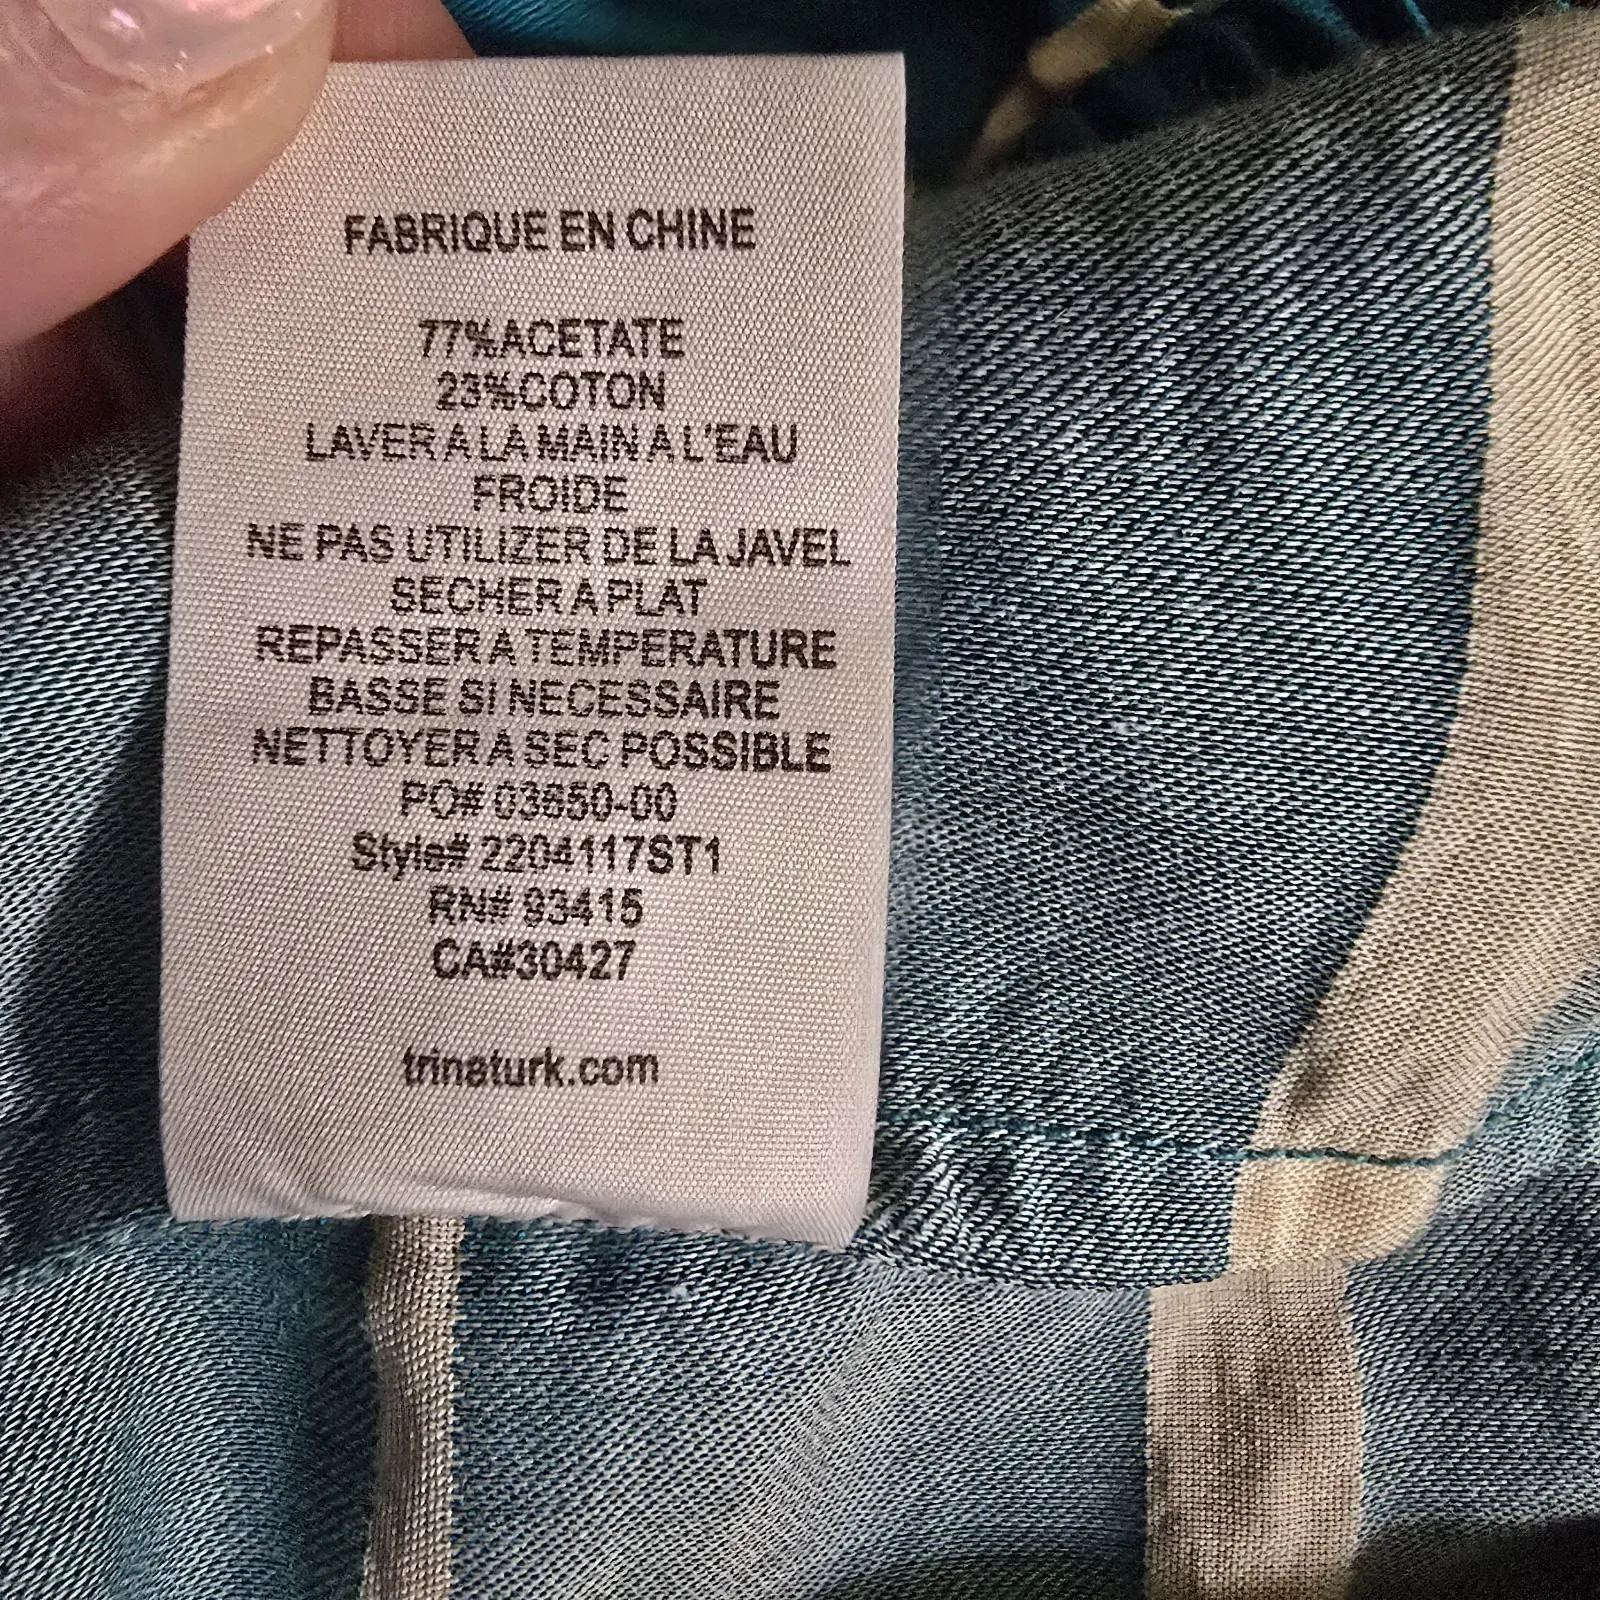 FABRIQUE EN CHINE
77%ACETATE
23%COTON
LAVER A LA MAIN A L'EAU
FROIDE
NE PAS UTILIZER DE LA JAVEL
SECHER A PLAT
REPASSER A TEMPERATURE
BASSE SI NECESSAIRE
NETTOYER A SEC POSSIBLE
PO# 03650-00
Style# 2204117ST1
RN# 93415
CA#30427
trinaturk.com